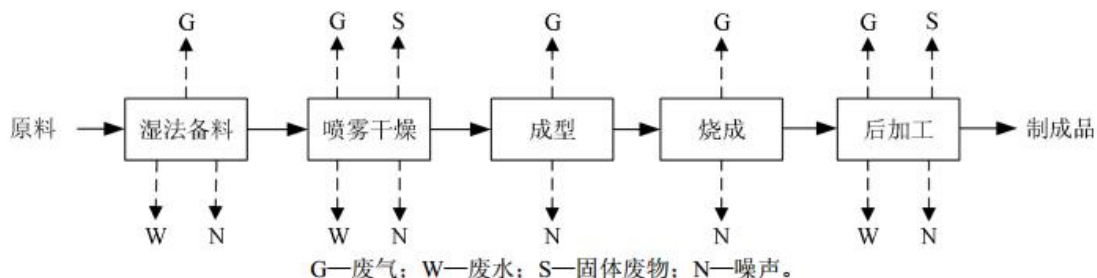 G G S G G G S
原料 湿法备料 喷雾干燥 成型 烧成 后加工 制成品
W N W N N N W N
G—废气；W—废水；S—固体废物；N—噪声。